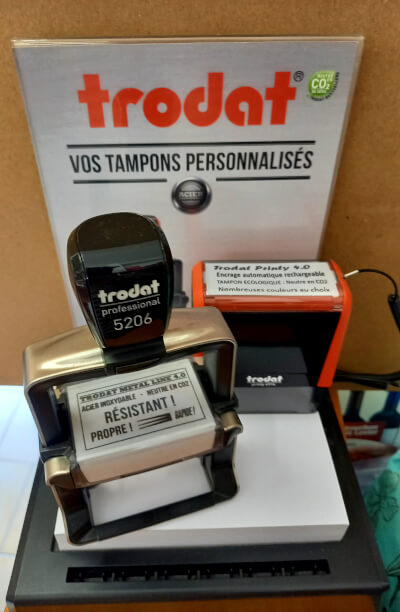 trodat®
CO2
VOS TAMPONS PERSONNALISÉS
ACIER
Trodat Printy 4.0
Encrage automatique rechargeable
TAMPON ECOLOGIQUE : Neutre en CO2
Nombreuses couleurs au choix
trodat
professional
5206
trodat
TRODAT METAL LINE 4.0
ACIER INOXYDABLE - NEUTRE EN CO2
RÉSISTANT !
PROPRE !
RAPIDE!